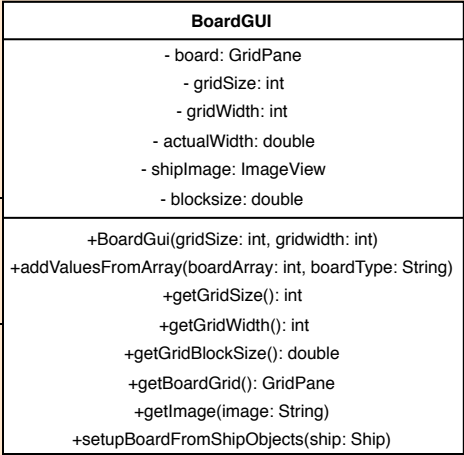 BoardGUI
- board: GridPane
- gridSize: int
- gridWidth: int
- actualWidth: double
- shipImage: ImageView
- blocksize: double
+BoardGui(gridSize: int, gridwidth: int)
+addValuesFromArray(boardArray: int, boardType: String)
+getGridSize(): int
+getGridWidth(): int
+getGridBlockSize(): double
+getBoardGrid(): GridPane
+getImage(image: String)
+setupBoardFromShipObjects(ship: Ship)